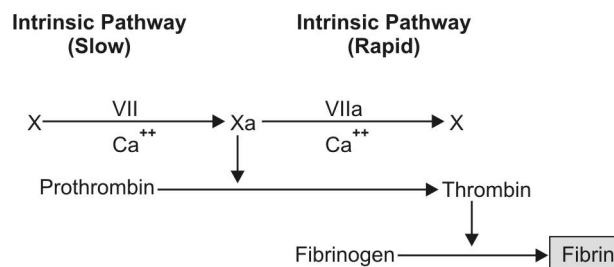 Intrinsic Pathway Intrinsic Pathway
(Slow) (Rapid)
VII VIIa
X Xa X
Ca++ Ca++
Prothrombin Thrombin
Fibrinogen Fibrin